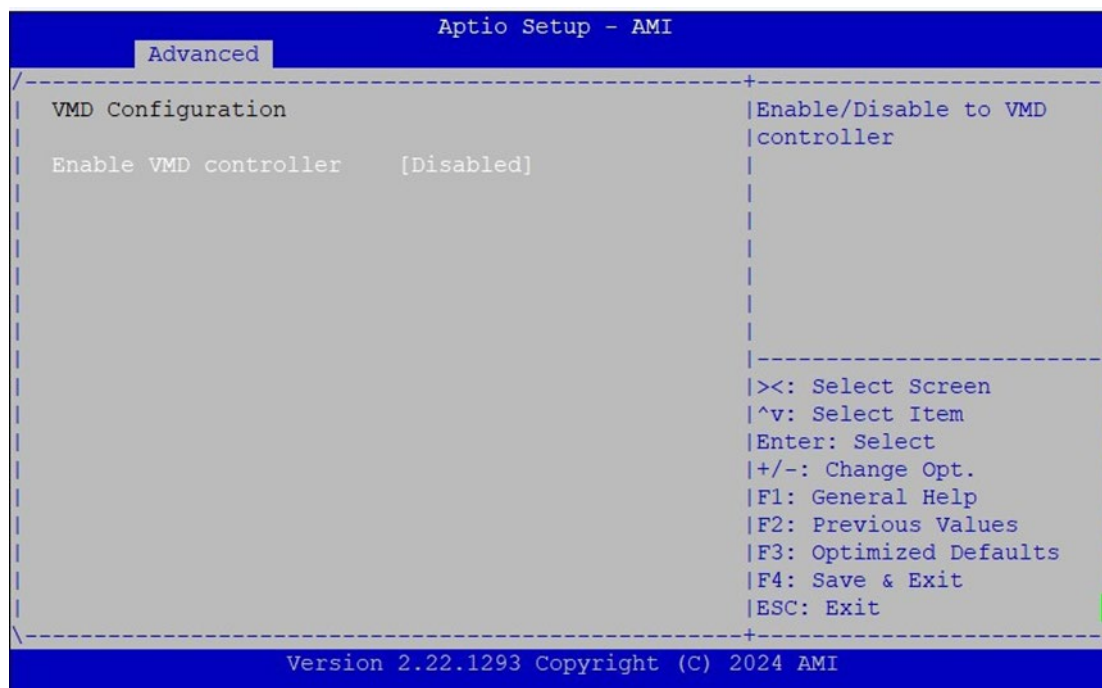 Aptio Setup - AMI
Advanced
VMD Configuration
Enable VMD controller [Disabled]
Enable/Disable to VMD
controller
><: Select Screen
^v: Select Item
Enter: Select
+/-: Change Opt.
F1: General Help
F2: Previous Values
F3: Optimized Defaults
F4: Save & Exit
ESC: Exit
Version 2.22.1293 Copyright (C) 2024 AMI